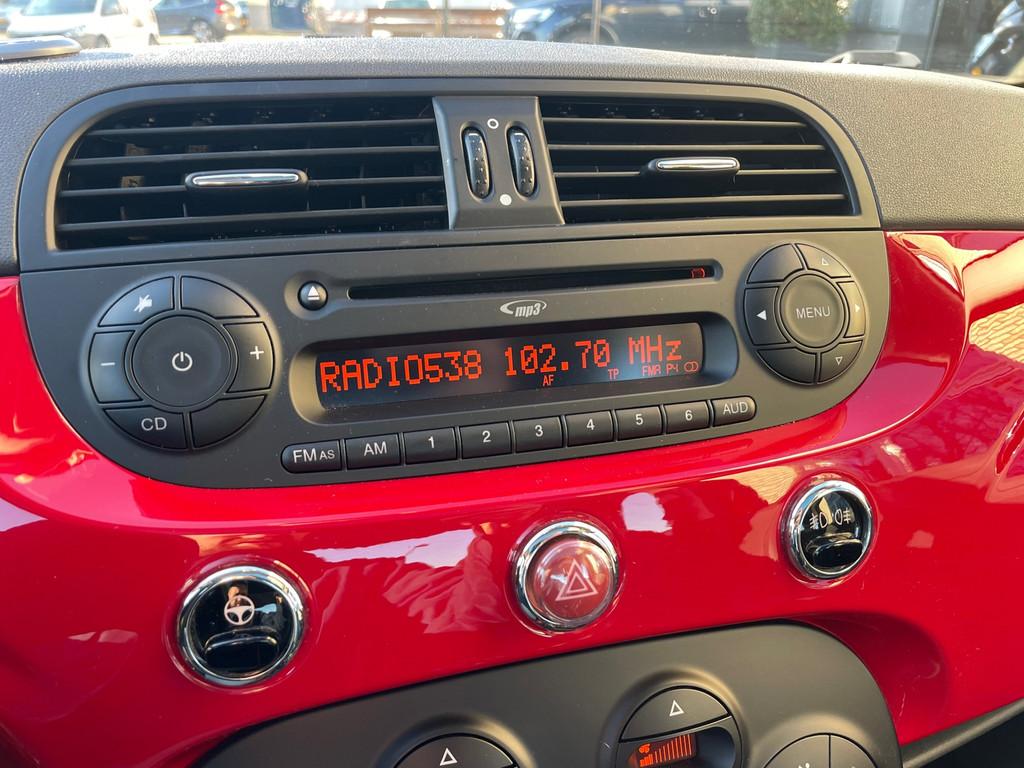 mp3
MENU
RADIO538 102.70 MHz
AF TP FMA P4
CD
FM AS AM 1 2 3 4 5 6 AUD